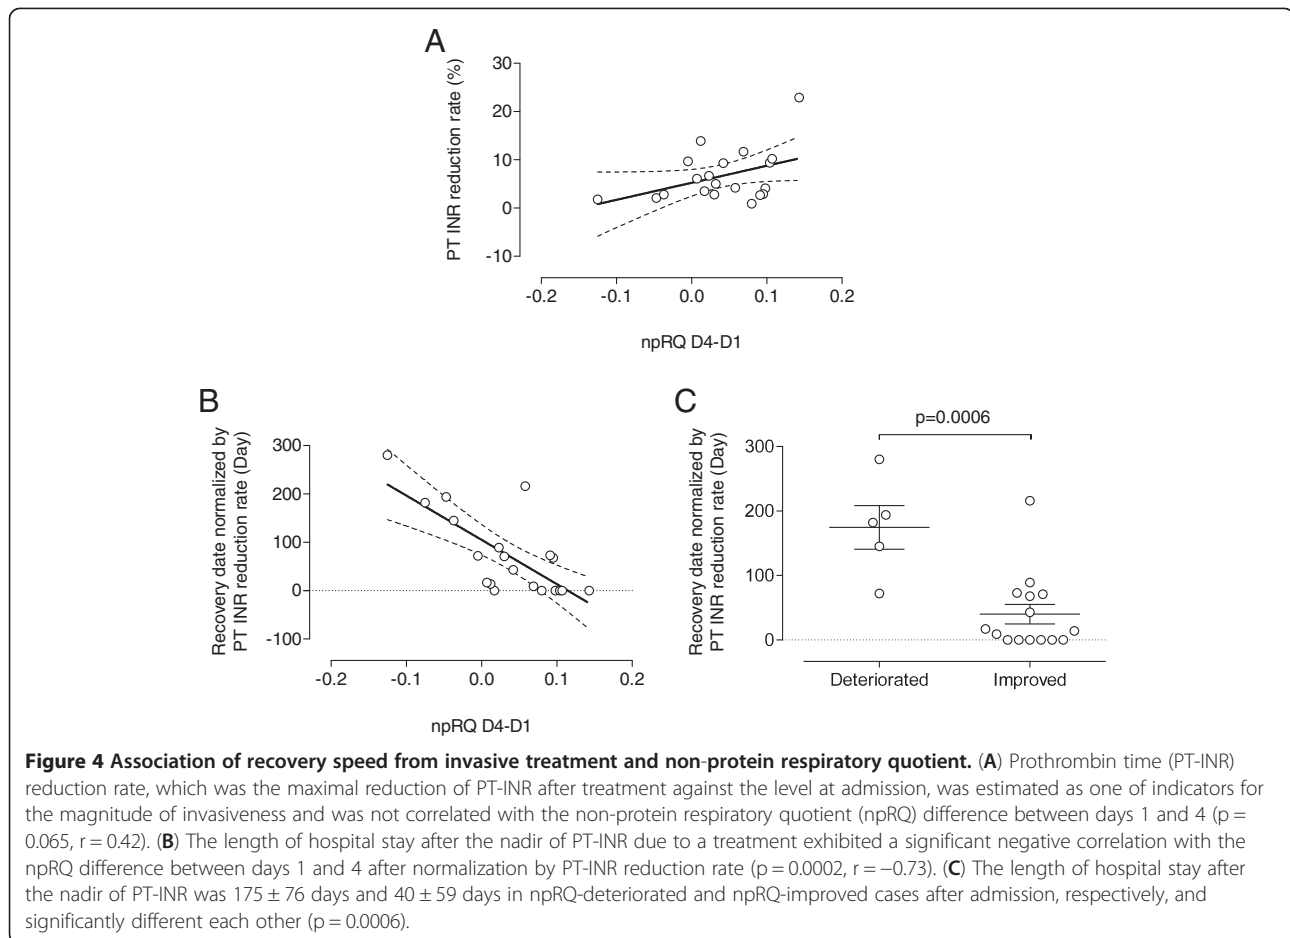 A
PT INR reduction rate (%)
30
20
10
0
-10
-0.2 -0.1 0.0 0.1 0.2
npRQ D4-D1
B
Recovery date normalized by
PT INR reduction rate (Day)
300
200
100
0
-100
-0.2 -0.1 0.0 0.1 0.2
npRQ D4-D1
C
p=0.0006
Recovery date normalized by
PT INR reduction rate (Day)
300
200
100
0
Deteriorated Improved
Figure 4 Association of recovery speed from invasive treatment and non-protein respiratory quotient. (A) Prothrombin time (PT-INR)
reduction rate, which was the maximal reduction of PT-INR after treatment against the level at admission, was estimated as one of indicators for
the magnitude of invasiveness and was not correlated with the non-protein respiratory quotient (npRQ) difference between days 1 and 4 (p =
0.065, r = 0.42). (B) The length of hospital stay after the nadir of PT-INR due to a treatment exhibited a significant negative correlation with the
npRQ difference between days 1 and 4 after normalization by PT-INR reduction rate (p = 0.0002, r = −0.73). (C) The length of hospital stay after
the nadir of PT-INR was 175 ± 76 days and 40 ± 59 days in npRQ-deteriorated and npRQ-improved cases after admission, respectively, and
significantly different each other (p = 0.0006).